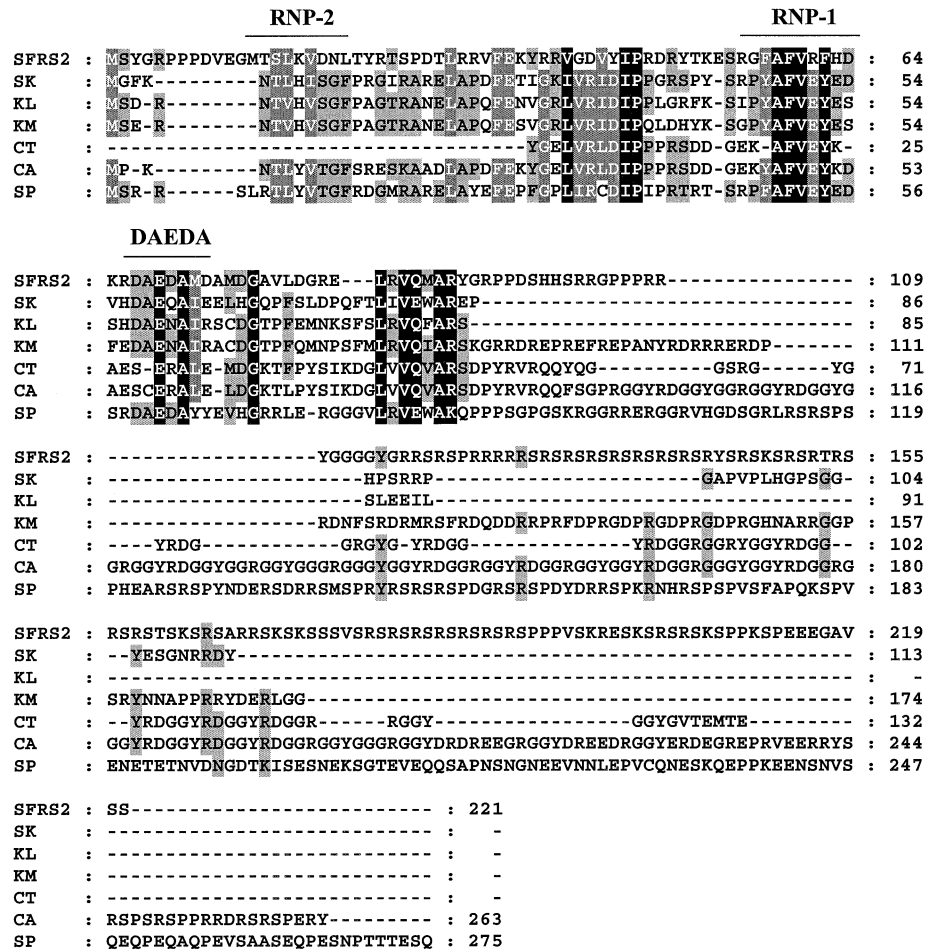 RNP-2 RNP-1
SFRS2 : MSYGRPPPDVEGMTSLKVDNLTYRTSPDTLRRVFEKYRRVGDVYIPRDRYTKESRGFAFVRFHD : 64
SK : MGFK---------NTLHISGFPRGIRARELAPDFETIGKIVRIDIPPGRSPY-SRPYAFVEYED : 54
KL : MSD-R--------NTVHVSGFPAGTRANELAPQFENVGRLVRIDIPPLGRFK-SIPYAFVEYES : 54
KM : MSE-R--------NTVHVSGFPAGTRANELAPQFESVGRLVRIDIPQLDHYK-SGPYAFVEYES : 54
CT : ------------------------------------YGELVRLDIPPPRSDD-GEK-AFVEYK- : 25
CA : MP-K---------NTLYVTGFSRESKAADLAPDFEKYGELVRLDIPPPRSDD-GEKYAFVEYKD : 53
SP : MSR-R------SLRTLYVTGFRDGMRARELAYEFEPFGPLIRCDIPIPRTRT-SRPFAFVEYED : 56
DAEDA
SFRS2 : KRDAEDAMDAMDGAVLDGRE---LRVQMARYGRPPDSHHSRRGPPPRR---------------- : 109
SK : VHDAEQAIEELHGQPFSLDPQFTLIVEWAREP-------------------------------- : 86
KL : SHDAENAIRSCDGTPFEMNKSFSLRVQFARS--------------------------------- : 85
KM : FEDAENAIRACDGTPFQMNPSFMLRVQIARSKGRRDREPREFREPANYRDRRRERDP------- : 111
CT : AES-ERALE-MDGKTFPYSIKDGLVVQVARSDPYRVRQQYQG----------GSRG------YG : 71
CA : AESCERALE-LDGKTLPYSIKDGLVVQVARSDPYRVRQQFSGPRGGYRDGGYGRGGYRDGGYG : 116
SP : SRDAEDAYYEVHGRRLE-RGGGVLRVEWAKQPPPSGPGSKRGGRRERGGRVHGDSGRLRSRSPS : 119
SFRS2 : ------------------YGGGGYGRRSRSPRRRRRSRSRSRSRSRSRSRSRYSRSKSRSRTRS : 155
SK : ----------------------HPSRRP-----------------------GAPVPLHGPSGG- : 104
KL : ----------------------SLEEIL------------------------------------ : 91
KM : ------------------RDNFSRDRMRSFRDQDDRRPRFDPRGDPRGDPRGDPRGHNARRGGP : 157
CT : ----YRDG------------GRGYG-YRDGG--------------YRDGGRGGRYGGYRDGG-- : 102
CA : GRGGYRDGGYGGRGGYGGGRGGGYGGYRDGGRGGYRDGGRGGYGGYRDGGRGGGYGGYRDGGRG : 180
SP : PHEARSRSPYNDERSDRRSMSPRYRSRSRSPDGRSRSPDYDRRSPKRNHRSPSPVSFAPQKSPV : 183
SFRS2 : RSRSTSKSRSARRSKSKSSSVSRSRSRSRSRSRSRSPPPVSKRESKSRSRSKSPPKSPEEEGAV : 219
SK : --YESGNRRDY----------------------------------------------------- : 113
KL : ---------------------------------------------------------------- : -
KM : SRYNNAPPRRYDERLGG----------------------------------------------- : 174
CT : --YRDGGYRDGGYRDGGR------RGGY-----------------GGYGVTEMTE--------- : 132
CA : GGYRDGGYRDGGYRDGGRGGYGGGRGGYDRDREEGRGGYDREEDRGGYERDEGREPRVEERRYS : 244
SP : ENETETNVDNGDTKISESNEKSGTEVEQQSAPNSNGNEEVNNLEPVCQNESKQEPPKEENSNVS : 247
SFRS2 : SS-------------------------- : 221
SK : ---------------------------- : -
KL : ---------------------------- : -
KM : ---------------------------- : -
CT : ---------------------------- : -
CA : RSPSRSPPRRDRSRSPERY--------- : 263
SP : QEQPEQAQPEVSAASEQPESNPTTTESQ : 275